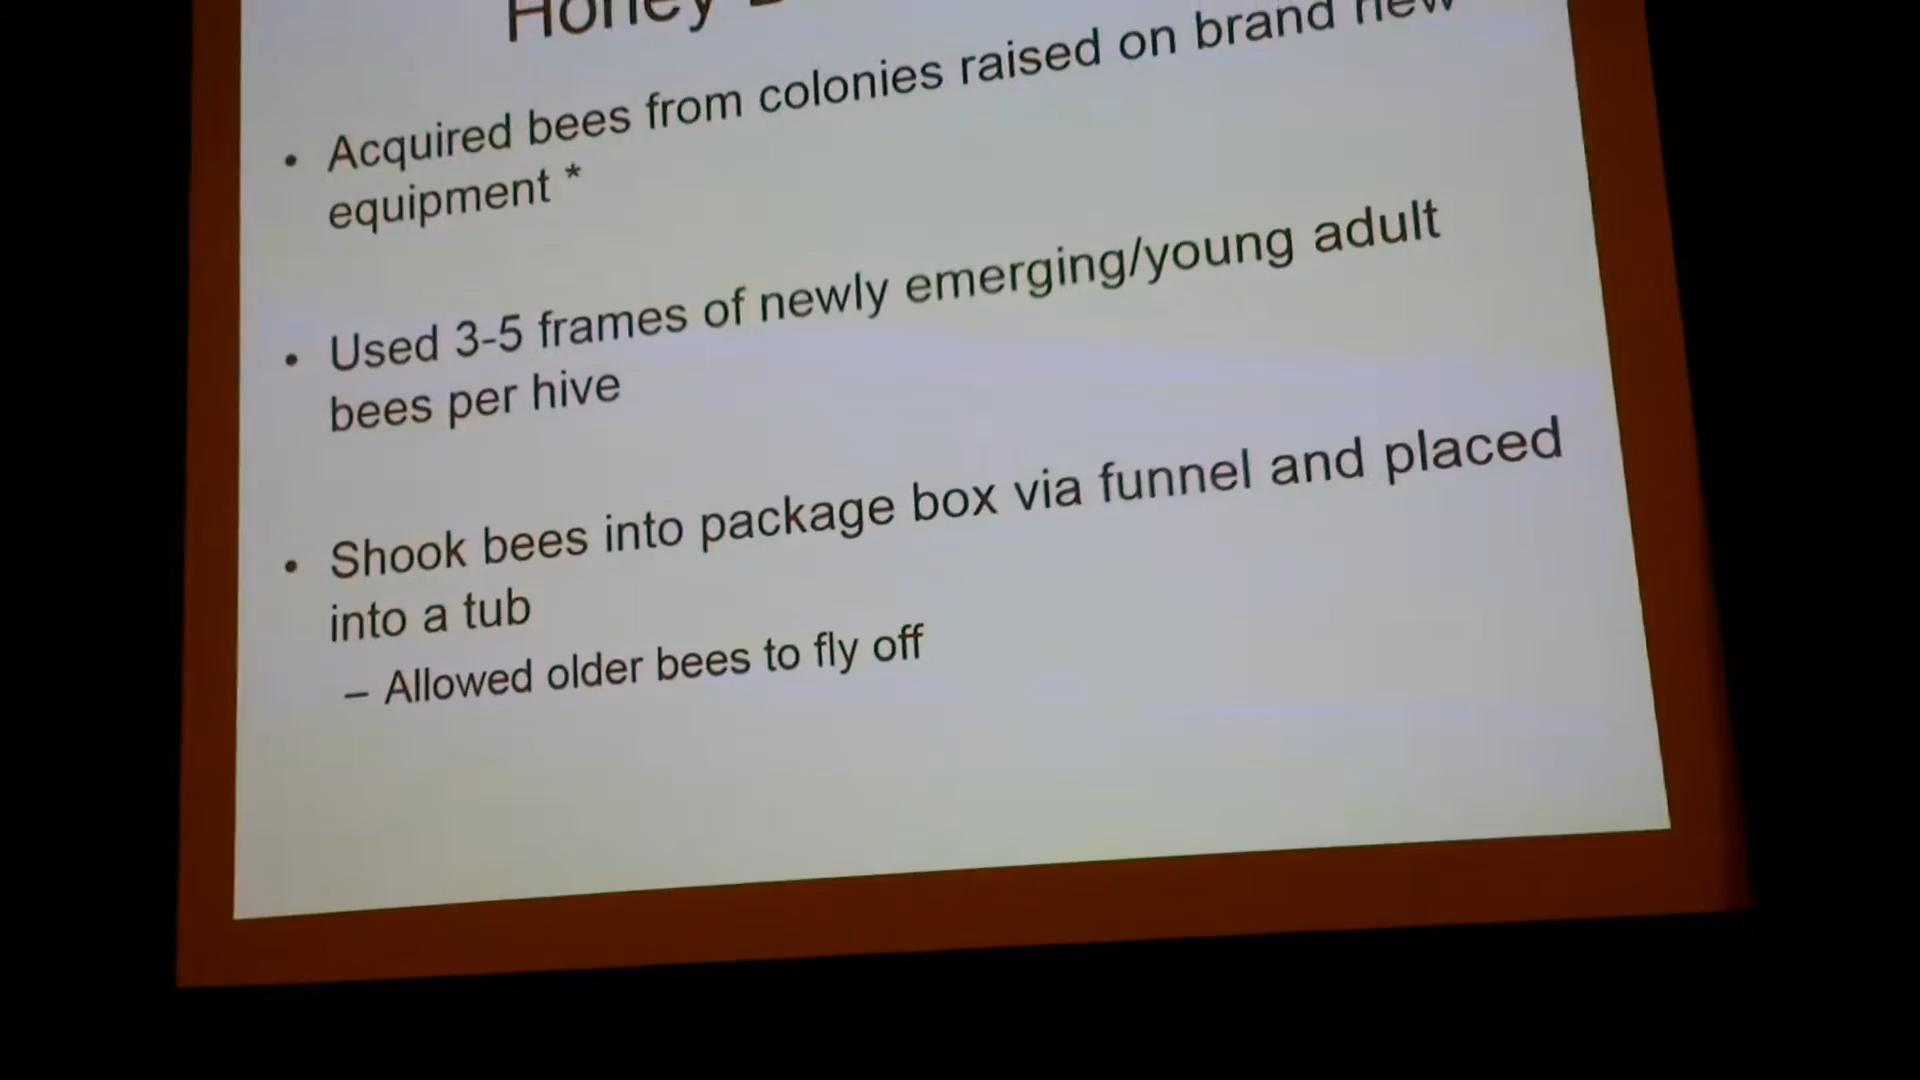 Honey
• Acquired bees from colonies raised on brand new
equipment *
• Used 3-5 frames of newly emerging/young adult
bees per hive
• Shook bees into package box via funnel and placed
into a tub
– Allowed older bees to fly off